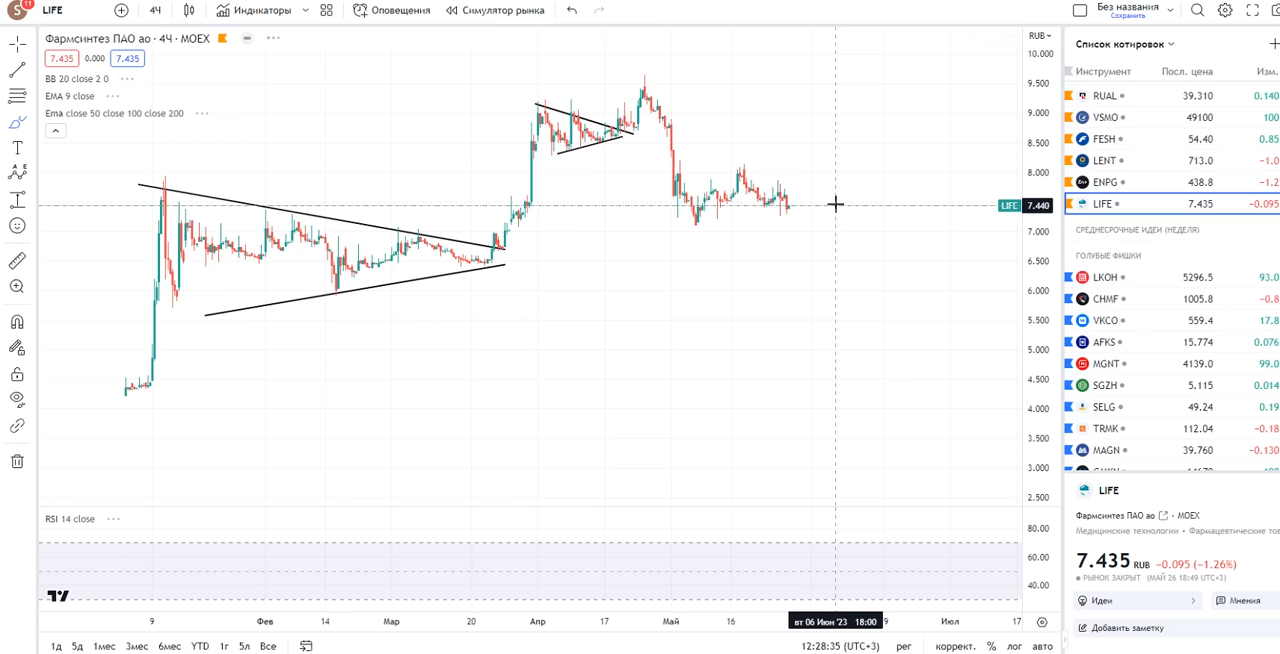 S 11 LIFE 4Ч Индикаторы Оповещения Симулятор рынка Без названия
Сохранить
Фармсинтез ПАО ао · 4Ч · MOEX
7.435 0.000 7.435
BB 20 close 2 0
EMA 9 close
Ema close 50 close 100 close 200
RUB
10.000
9.500
9.000
8.500
8.000
LIFE 7.440
7.000
6.500
6.000
5.500
5.000
4.500
4.000
3.500
3.000
2.500
RSI 14 close
80.00
60.00
40.00
9 Фев 14 Мар 20 Апр 17 Май 16 вт 06 Июн '23 18:00 9 Июл 17
1д 5д 1мес 3мес 6мес YTD 1г 5л Все 12:28:35 (UTC+3) рег коррект. % лог авто
Список котировок
Инструмент Посл. цена Изм.
RUAL 39.310 0.140
VSMO 49100 100
FESH 54.40 0.85
LENT 713.0 −1.0
ENPG 438.8 −1.2
LIFE 7.435 −0.095
СРЕДНЕСРОЧНЫЕ ИДЕИ (НЕДЕЛЯ)
ГОЛУБЫЕ ФИШКИ
LKOH 5296.5 93.0
CHMF 1005.8 −0.8
VKCO 559.4 17.8
AFKS 15.774 0.076
MGNT 4139.0 99.0
SGZH 5.115 0.014
SELG 49.24 0.19
TRMK 112.04 −0.18
MAGN 39.760 −0.130
LIFE
Фармсинтез ПАО ао · MOEX
Медицинские технологии • Фармацевтические то
7.435 RUB −0.095 (−1.26%)
РЫНОК ЗАКРЫТ (МАЙ 26 18:49 UTC+3)
Идеи Мнения
Добавить заметку